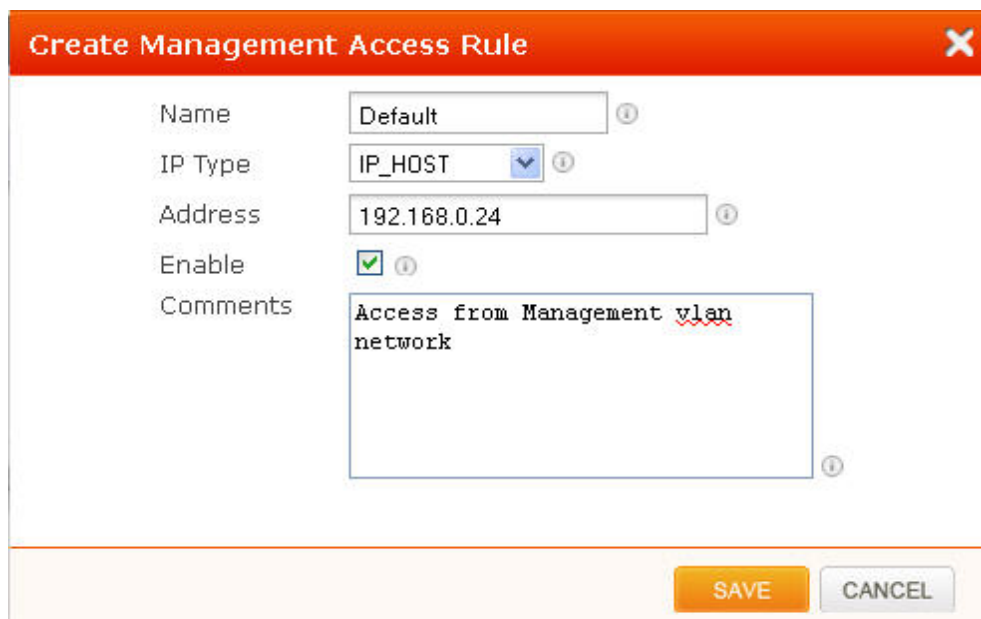 Create Management Access Rule
Name Default
IP Type IP_HOST
Address 192.168.0.24
Enable
Comments Access from Management vlan
network
SAVE CANCEL